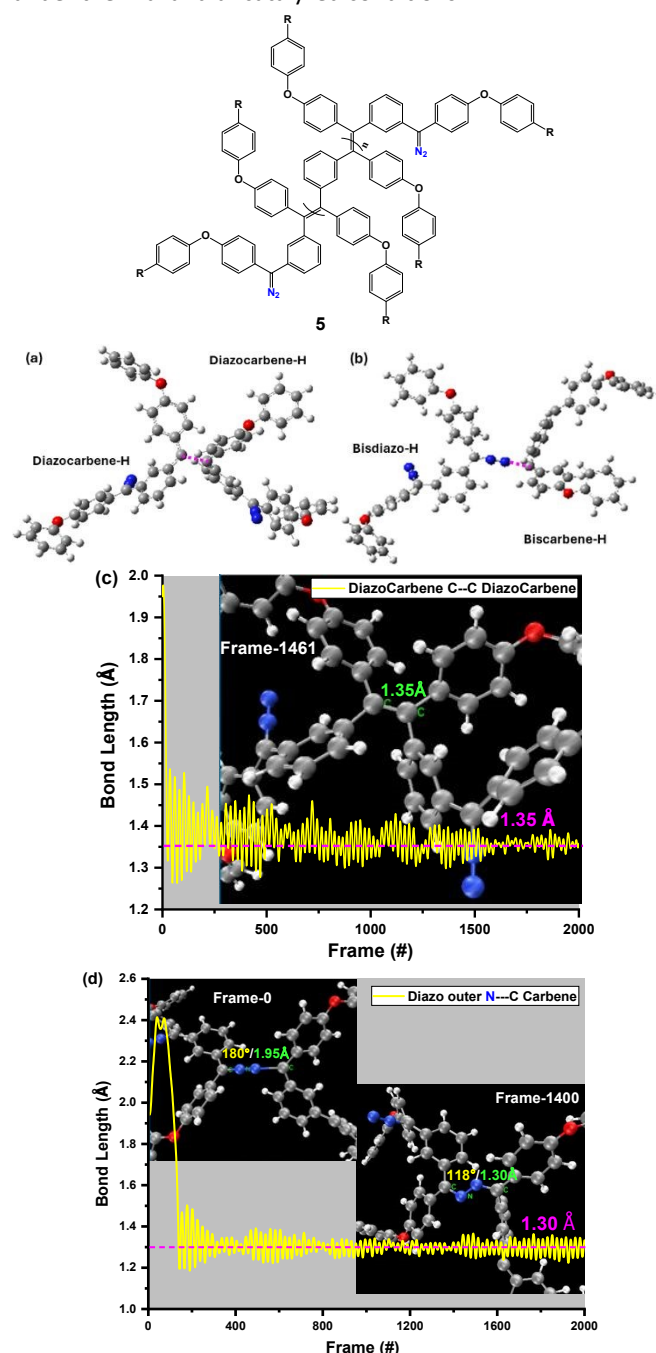 R
R
O
O
R
O
R
n
N₂
O
O
R
O
O
R
R
N₂
R
5
(a)
Diazocarbene-H
Diazocarbene-H
(b)
Bisdiazo-H
Biscarbene-H
(c)
DiazoCarbene C--C DiazoCarbene
Frame-1461
1.35Å
C
C
1.35 Å
Bond Length (Å)
2.0
1.9
1.8
1.7
1.6
1.5
1.4
1.3
1.2
0 500 1000 1500 2000
Frame (#)
(d)
Diazo outer N---C Carbene
Frame-0
180°/1.95Å
Frame-1400
118°/1.30Å
C
N
C
1.30 Å
Bond Length (Å)
2.6
2.4
2.2
2.0
1.8
1.6
1.4
1.2
1.0
0 400 800 1200 1600 2000
Frame (#)